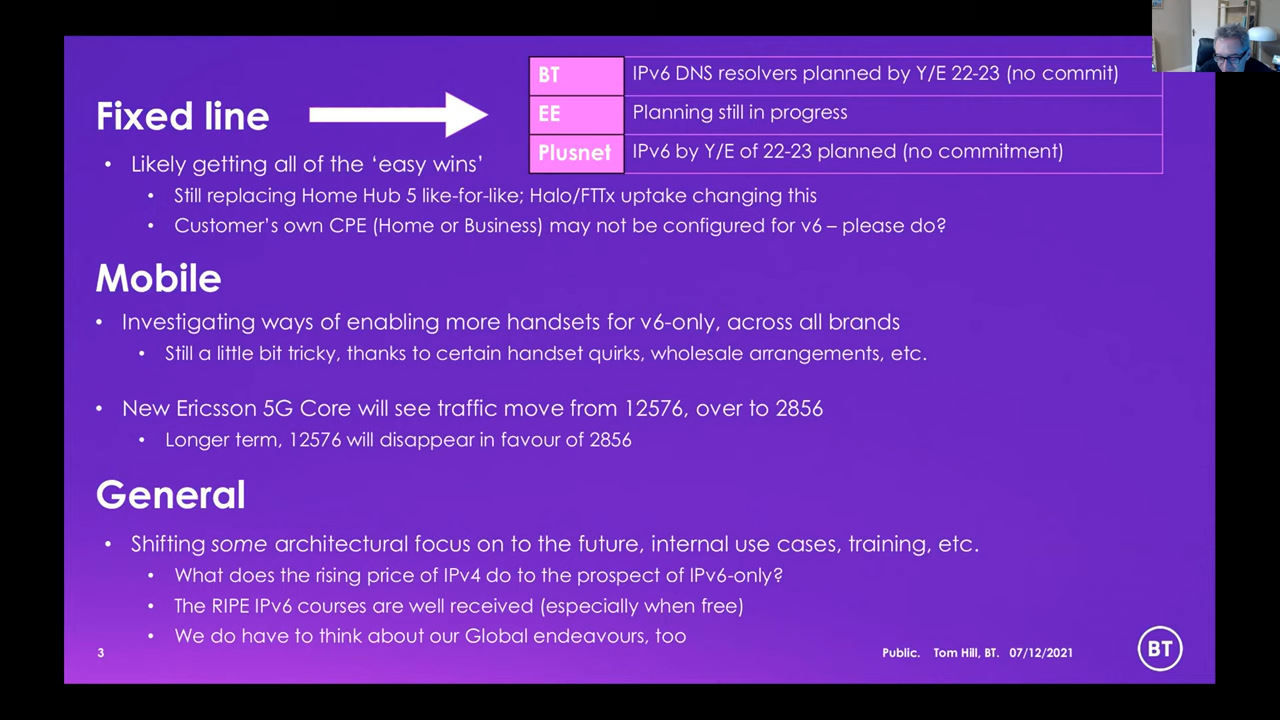 BT IPv6 DNS resolvers planned by Y/E 22-23 (no commit)
EE Planning still in progress
Plusnet IPv6 by Y/E of 22-23 planned (no commitment)
Fixed line
• Likely getting all of the ‘easy wins’
• Still replacing Home Hub 5 like-for-like; Halo/FTTx uptake changing this
• Customer’s own CPE (Home or Business) may not be configured for v6 – please do?
Mobile
• Investigating ways of enabling more handsets for v6-only, across all brands
• Still a little bit tricky, thanks to certain handset quirks, wholesale arrangements, etc.
• New Ericsson 5G Core will see traffic move from 12576, over to 2856
• Longer term, 12576 will disappear in favour of 2856
General
• Shifting some architectural focus on to the future, internal use cases, training, etc.
• What does the rising price of IPv4 do to the prospect of IPv6-only?
• The RIPE IPv6 courses are well received (especially when free)
• We do have to think about our Global endeavours, too
3
Public. Tom Hill, BT. 07/12/2021
BT